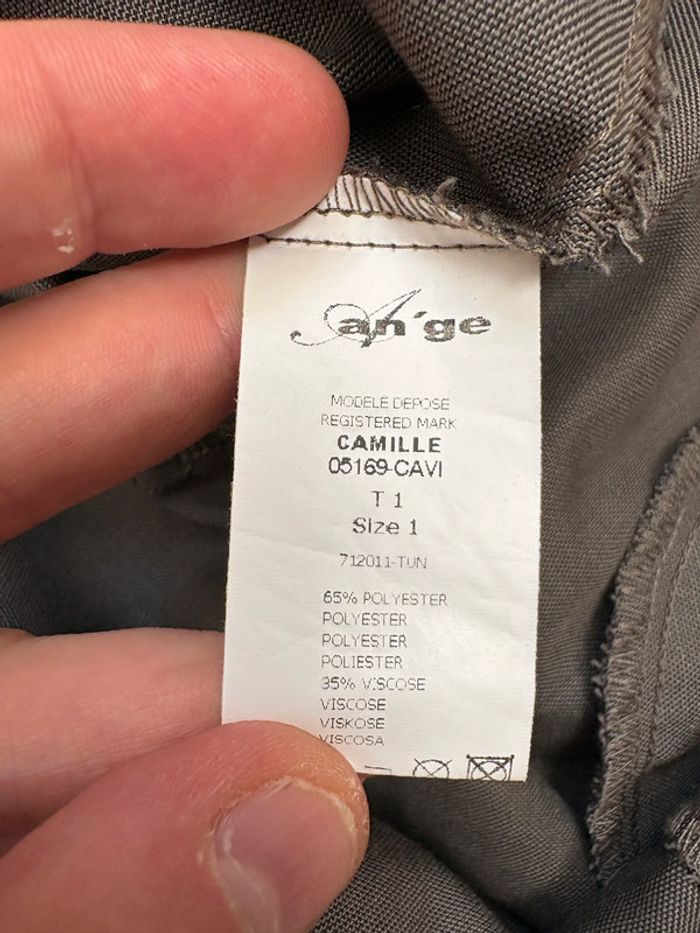 an'ge
MODELE DEPOSE
REGISTERED MARK
CAMILLE
05169-CAVI
T 1
Size 1
712011-TUN
65% POLYESTER
POLYESTER
POLYESTER
POLIESTER
35% VISCOSE
VISCOSE
VISKOSE
VISCOSA